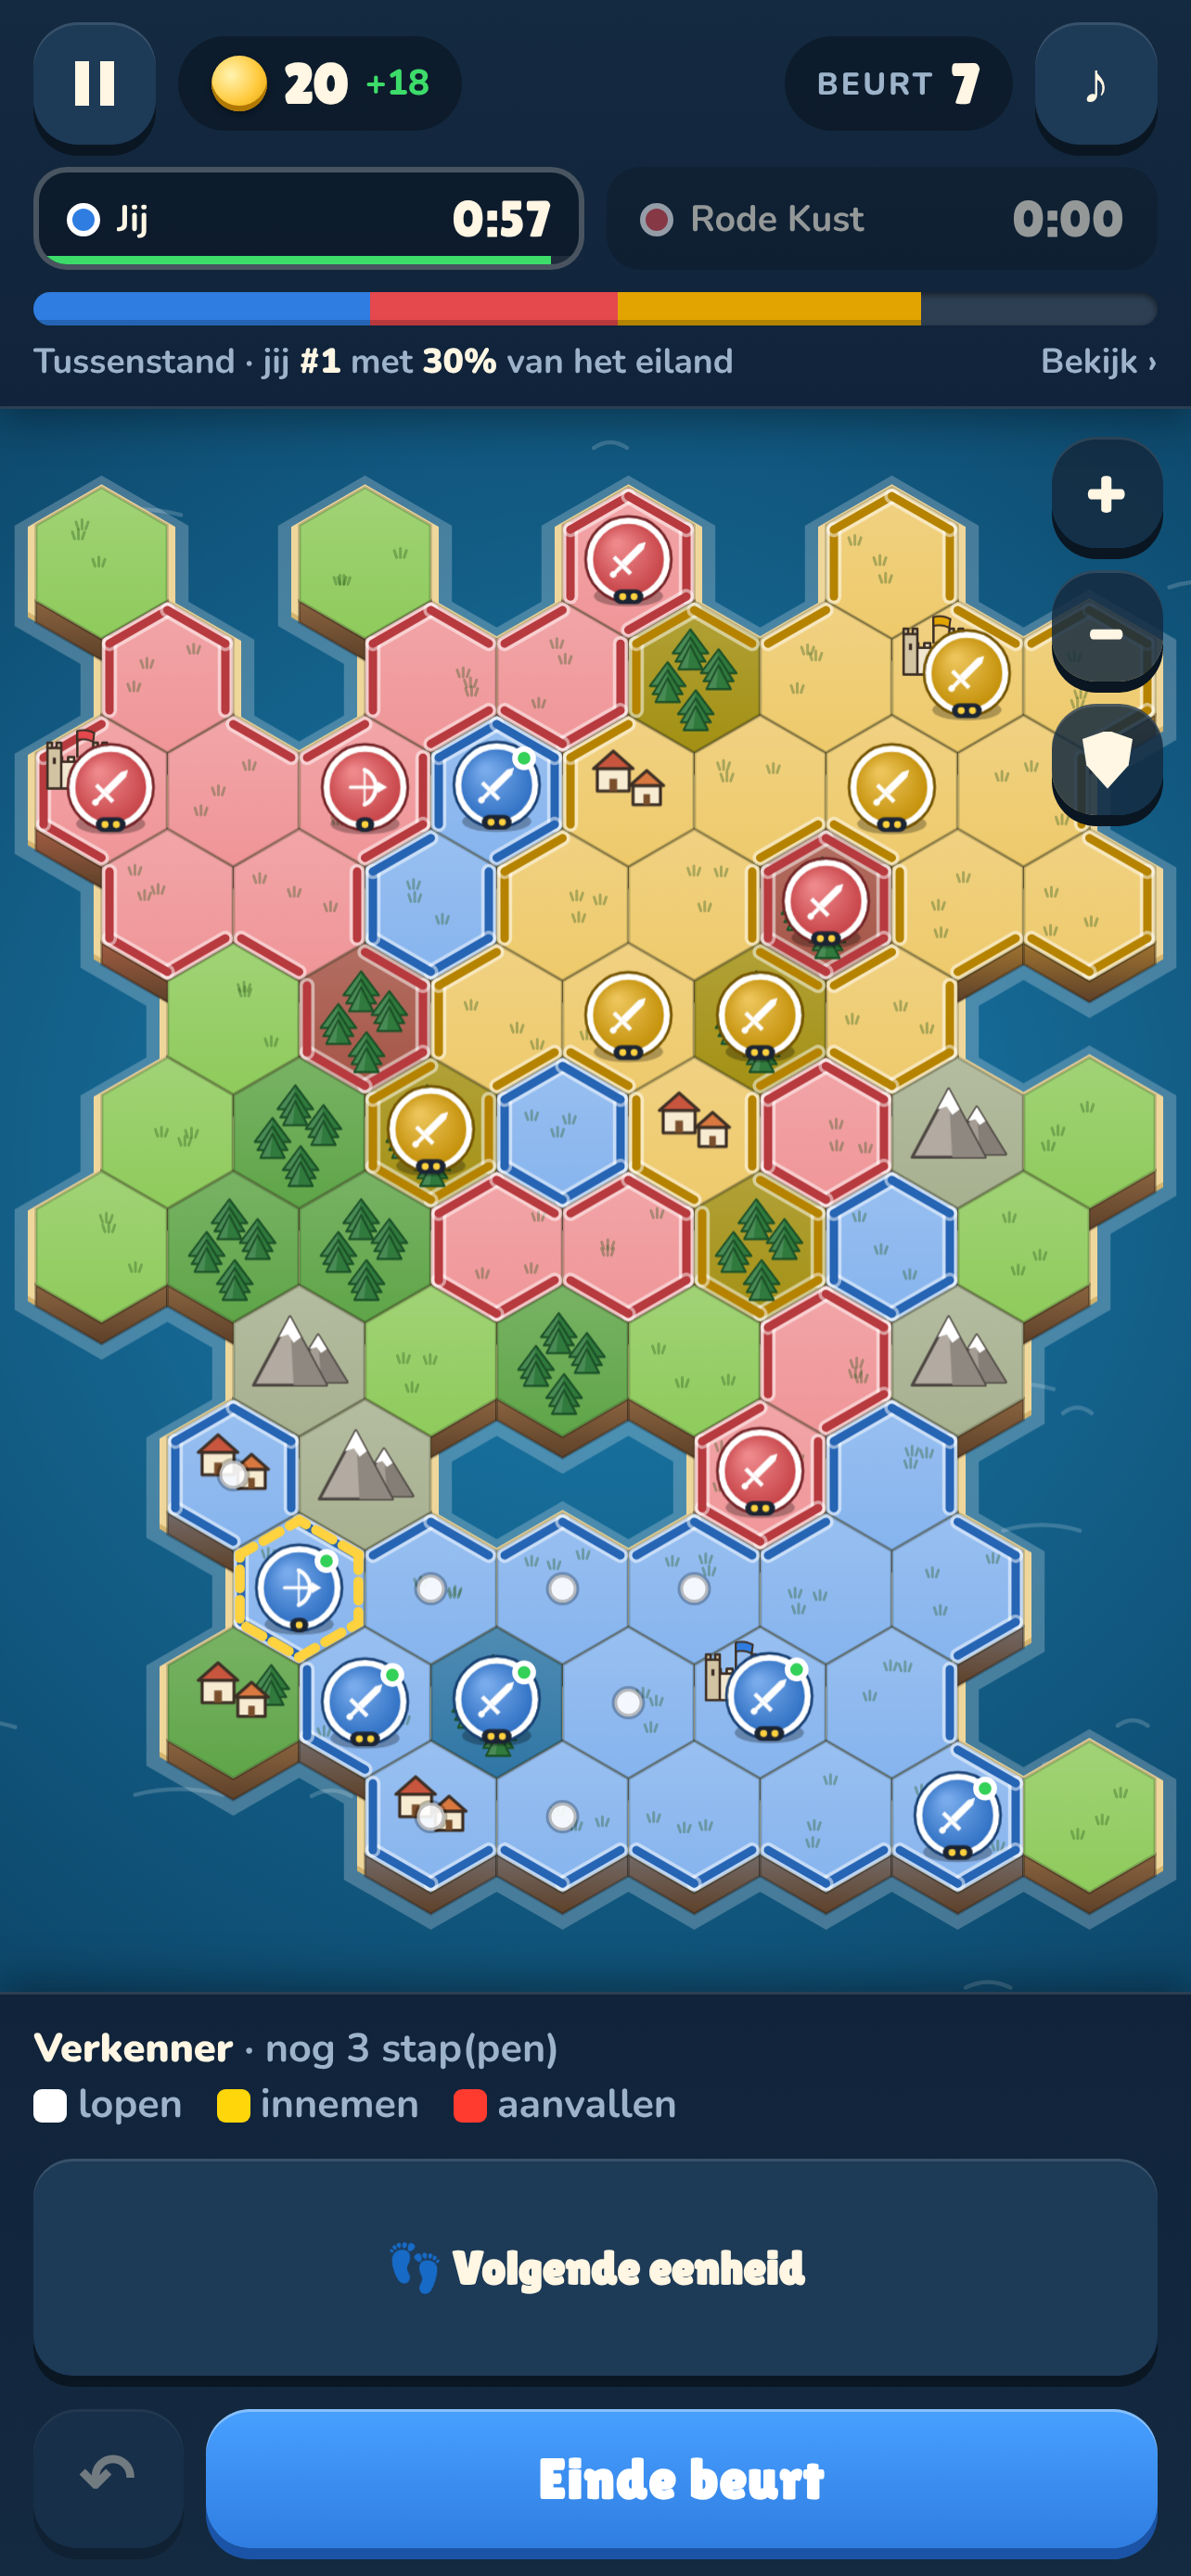 20 +18
BEURT 7
Jij 0:57
Rode Kust 0:00
Tussenstand · jij #1 met 30% van het eiland
Bekijk ›
Verkenner · nog 3 stap(pen)
lopen innemen aanvallen
Volgende eenheid
Einde beurt